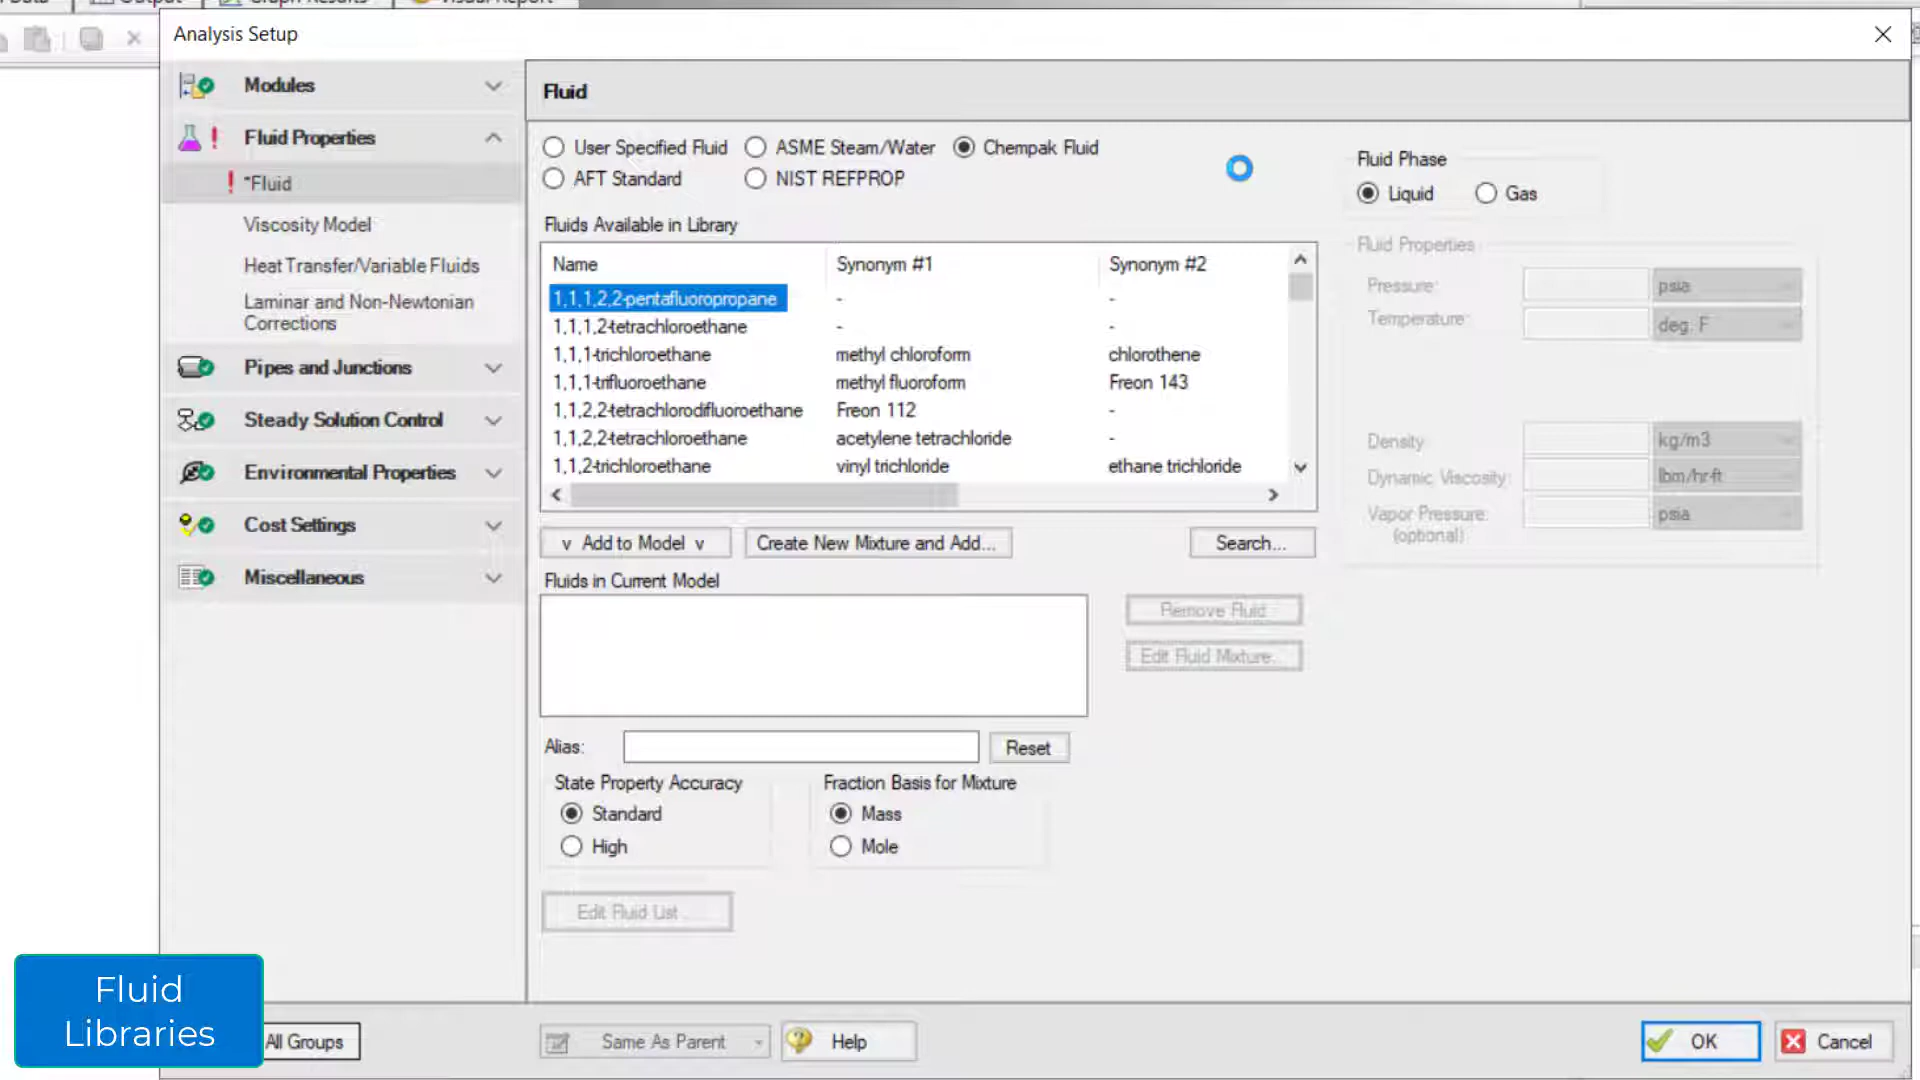 Output
Graph Results
Visual Report
Analysis Setup
Modules
Fluid Properties
*Fluid
Viscosity Model
Heat Transfer/Variable Fluids
Laminar and Non-Newtonian
Corrections
Pipes and Junctions
Steady Solution Control
Environmental Properties
Cost Settings
Miscellaneous
Fluid
User Specified Fluid
ASME Steam/Water
Chempak Fluid
AFT Standard
NIST REFPROP
Fluids Available in Library
Name Synonym #1 Synonym #2
1,1,1,2,2-pentafluoropropane - -
1,1,1,2-tetrachloroethane - -
1,1,1-trichloroethane methyl chloroform chlorothene
1,1,1-trifluoroethane methyl fluoroform Freon 143
1,1,2,2-tetrachlorodifluoroethane Freon 112 -
1,1,2,2-tetrachloroethane acetylene tetrachloride -
1,1,2-trichloroethane vinyl trichloride ethane trichloride
v Add to Model v
Create New Mixture and Add...
Search...
Fluids in Current Model
Remove Fluid
Edit Fluid Mixture...
Alias:
Reset
State Property Accuracy
Standard
High
Fraction Basis for Mixture
Mass
Mole
Edit Fluid List...
Fluid Phase
Liquid
Gas
Fluid Properties
Pressure: psia
Temperature: deg. F
Density kg/m3
Dynamic Viscosity: lbm/hr-ft
Vapor Pressure: psia
(optional)
Fluid
Libraries
All Groups
Same As Parent
Help
OK
Cancel